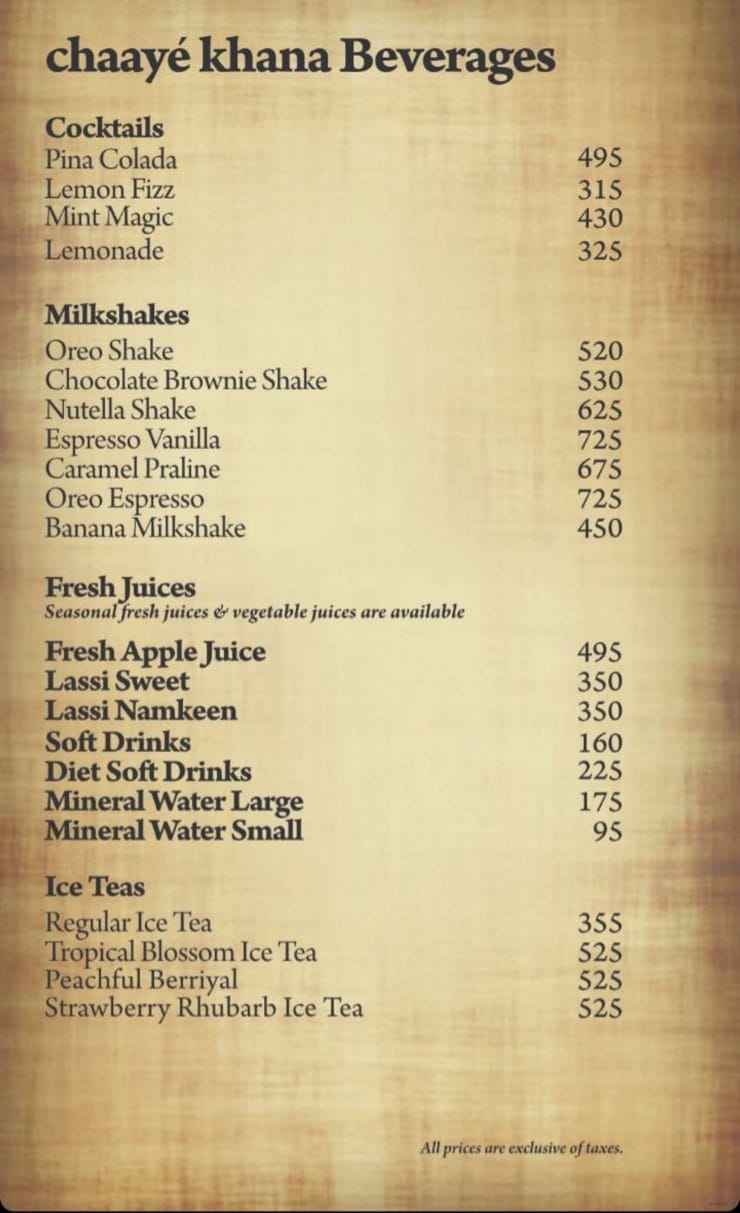 chaayé khana Beverages
Cocktails
Pina Colada 495
Lemon Fizz 315
Mint Magic 430
Lemonade 325
Milkshakes
Oreo Shake 520
Chocolate Brownie Shake 530
Nutella Shake 625
Espresso Vanilla 725
Caramel Praline 675
Oreo Espresso 725
Banana Milkshake 450
Fresh Juices
Seasonal fresh juices & vegetable juices are available
Fresh Apple Juice 495
Lassi Sweet 350
Lassi Namkeen 350
Soft Drinks 160
Diet Soft Drinks 225
Mineral Water Large 175
Mineral Water Small 95
Ice Teas
Regular Ice Tea 355
Tropical Blossom Ice Tea 525
Peachful Berriyal 525
Strawberry Rhubarb Ice Tea 525
All prices are exclusive of taxes.